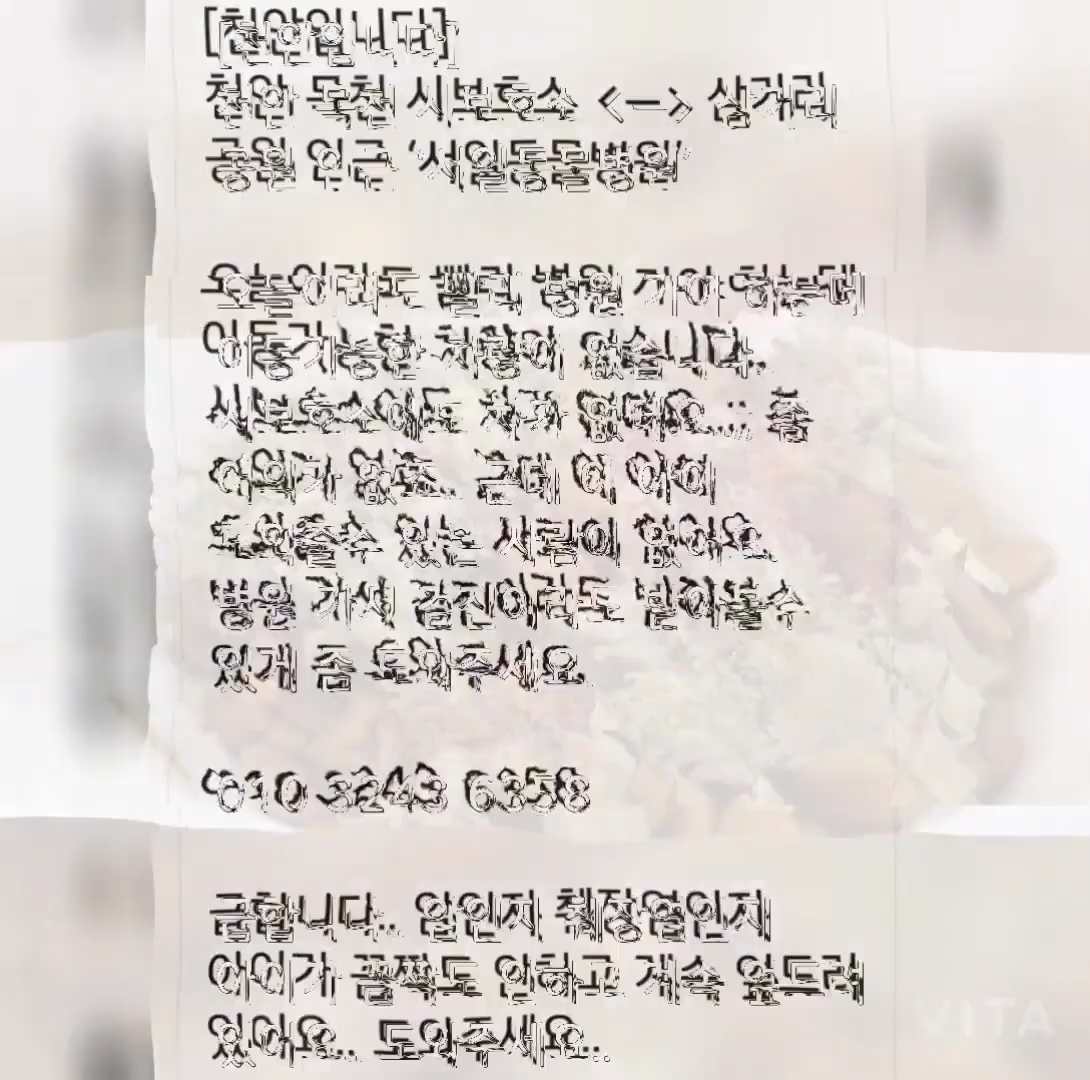 [천안입니다]
천안 목천 시보호소 <—> 삼거리
공원 인근 ‘서일동물병원’
오늘이라도 빨리 병원 가야 하는데
이동가능한 차량이 없습니다..
시보호소에도 차가 없대요..;; 좀
어의가 없죠.. 근데 이 아이
도와줄수 있는 사람이 없어요
병원 가서 검진이라도 받아볼수
있게 좀 도와주세요
010 3243 6358
급합니다.. 암인지 췌장염인지
아이가 꼼짝도 안하고 계속 엎드려
있어요.. 도와주세요..
VITA